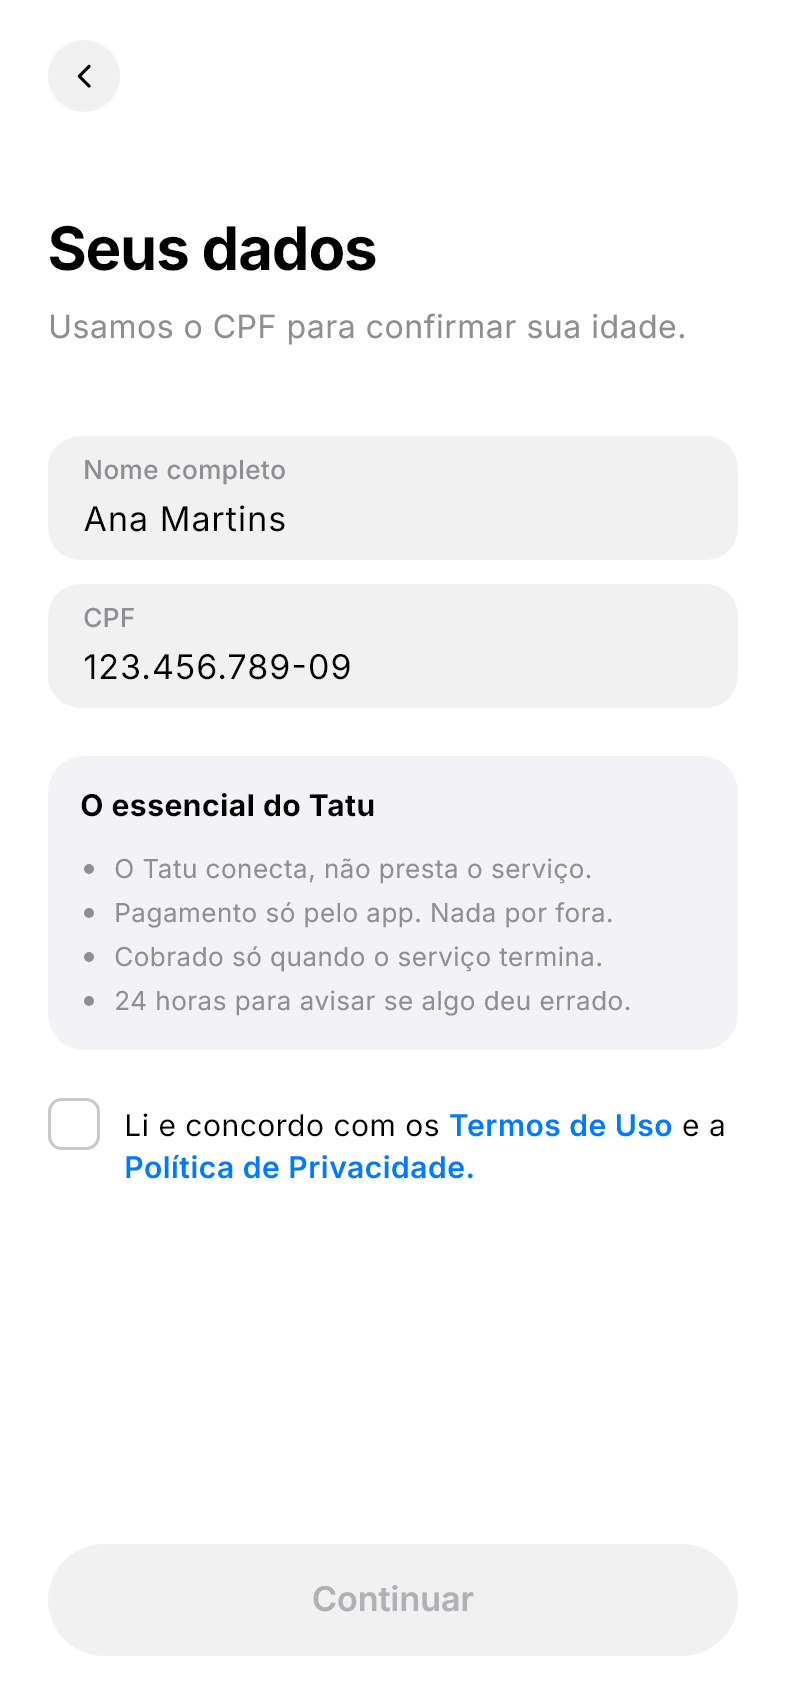 Seus dados
Usamos o CPF para confirmar sua idade.
Nome completo
Ana Martins
CPF
123.456.789-09
O essencial do Tatu
• O Tatu conecta, não presta o serviço.
• Pagamento só pelo app. Nada por fora.
• Cobrado só quando o serviço termina.
• 24 horas para avisar se algo deu errado.
Li e concordo com os Termos de Uso e a
Política de Privacidade.
Continuar